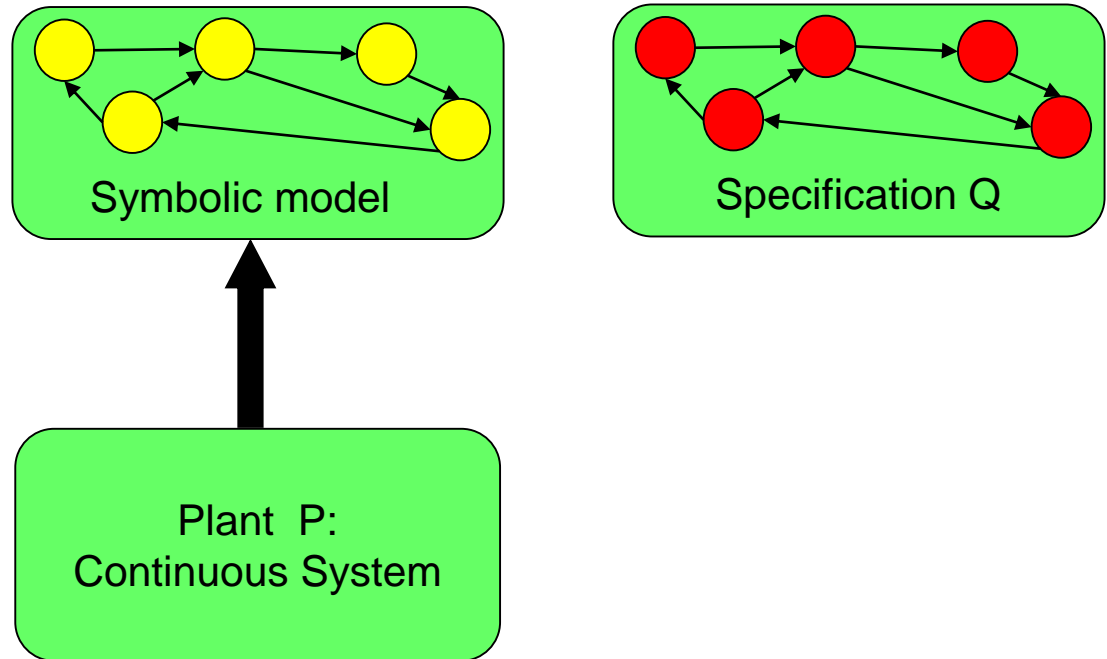 Symbolic model
Specification Q
Plant P:
Continuous System